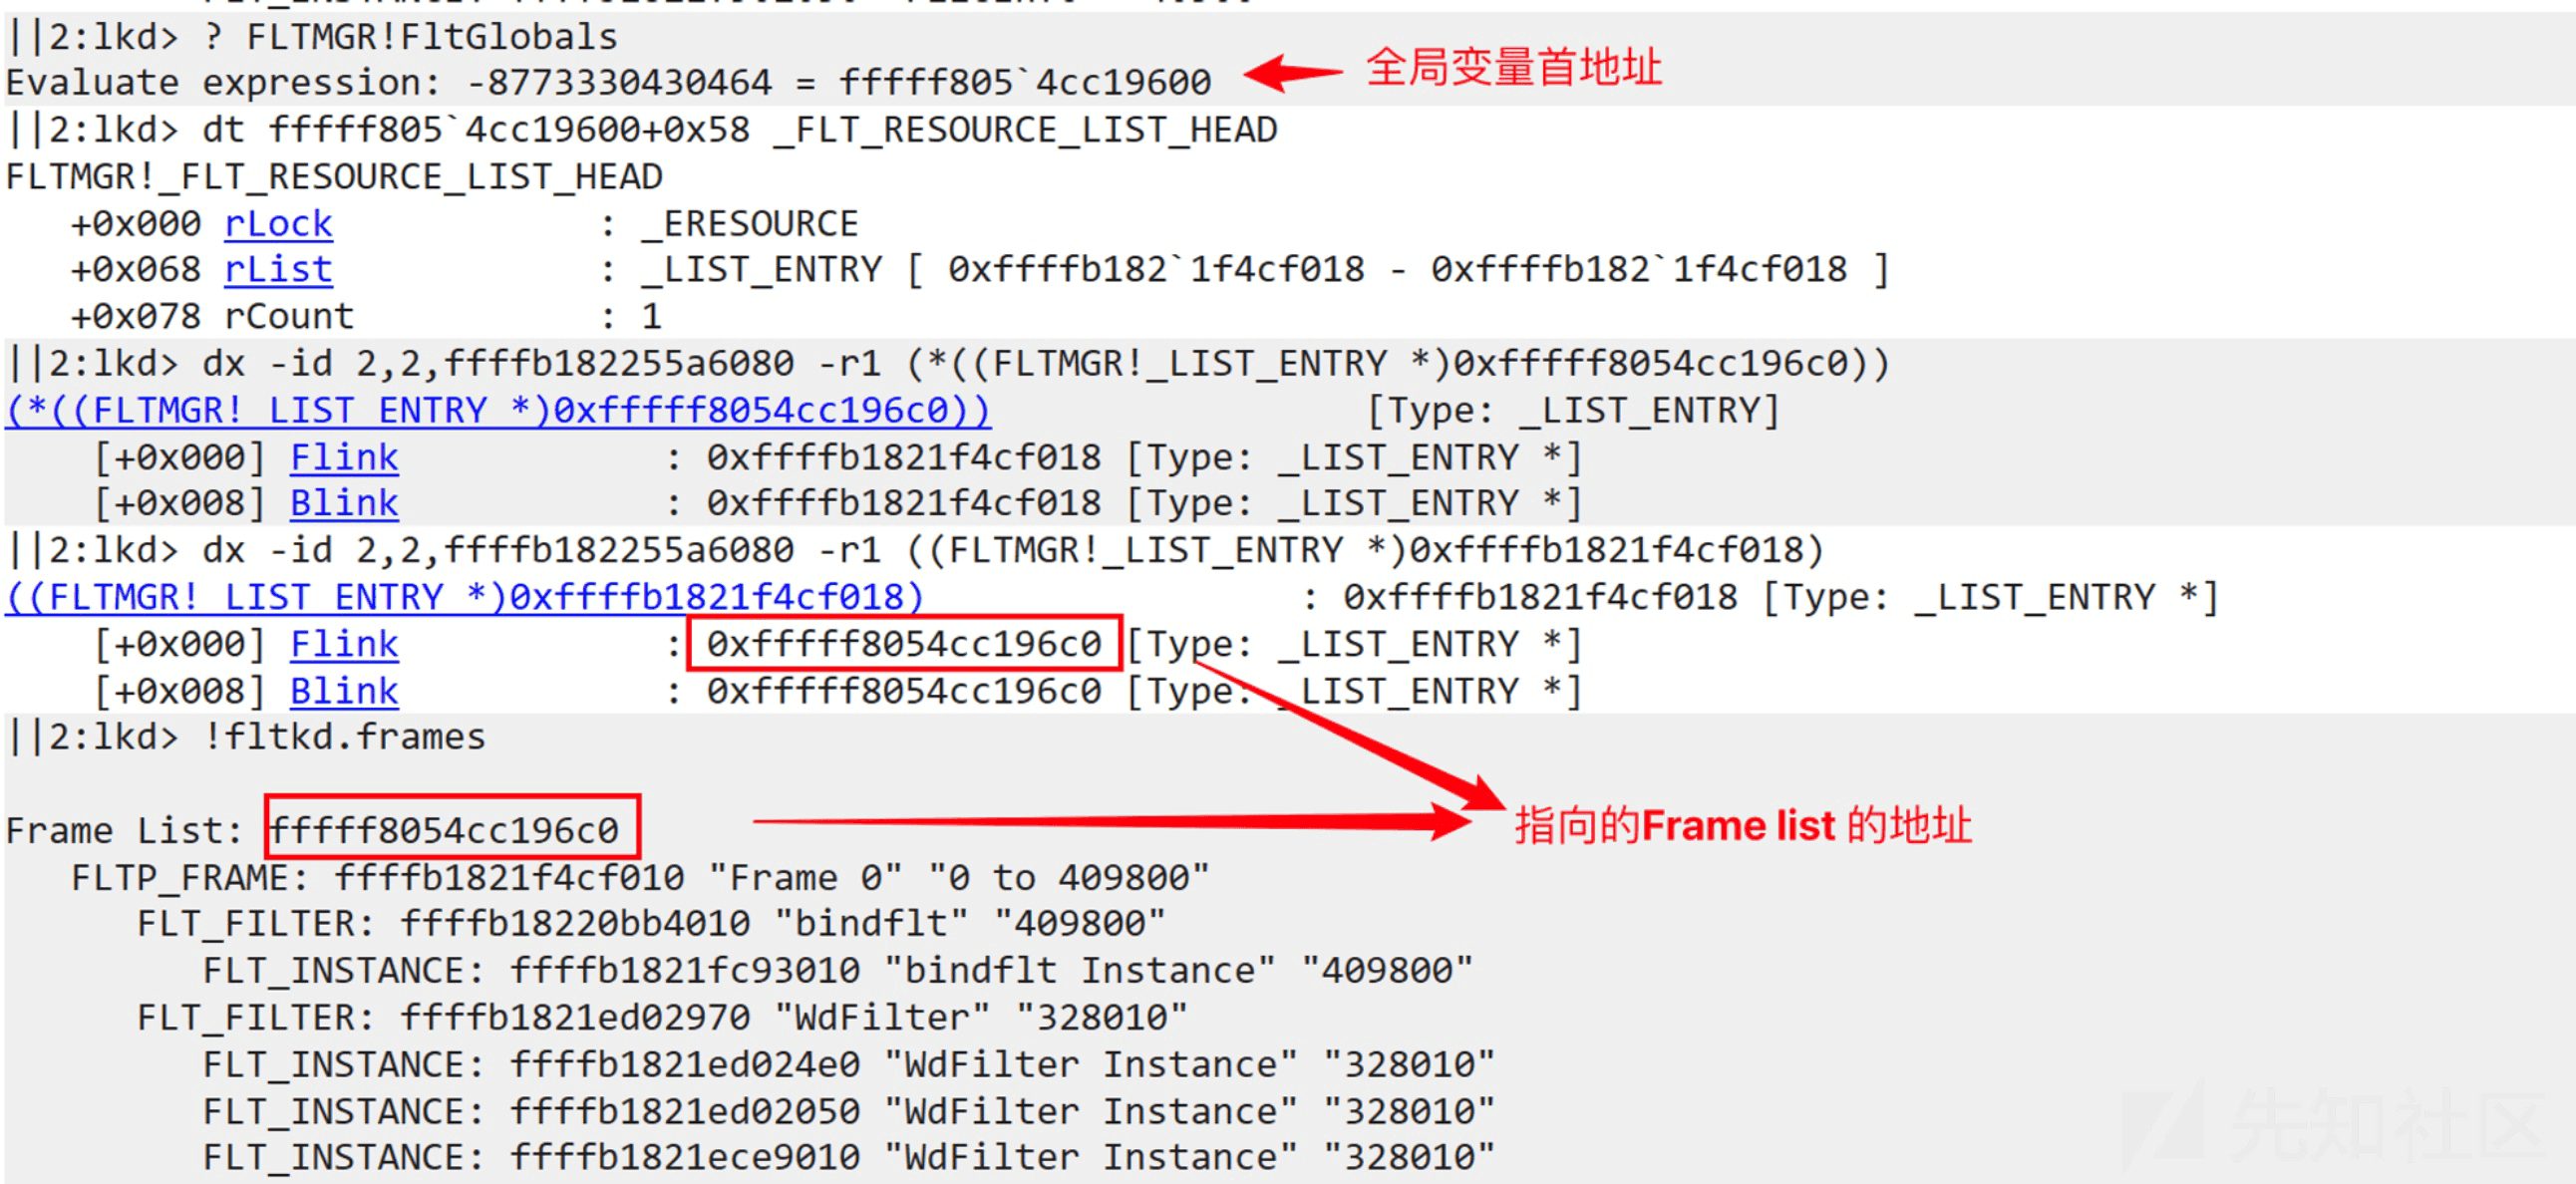 ||2:lkd> ? FLTMGR!FltGlobals
Evaluate expression: -8773330430464 = fffff805`4cc19600
全局变量首地址
||2:lkd> dt fffff805`4cc19600+0x58 _FLT_RESOURCE_LIST_HEAD
FLTMGR!_FLT_RESOURCE_LIST_HEAD
+0x000 rLock : _ERESOURCE
+0x068 rList : _LIST_ENTRY [ 0xffffb182`1f4cf018 - 0xffffb182`1f4cf018 ]
+0x078 rCount : 1
||2:lkd> dx -id 2,2,ffffb182255a6080 -r1 (*((FLTMGR!_LIST_ENTRY *)0xfffff8054cc196c0))
(*((FLTMGR!_LIST_ENTRY *)0xfffff8054cc196c0)) [Type: _LIST_ENTRY]
[+0x000] Flink : 0xffffb1821f4cf018 [Type: _LIST_ENTRY *]
[+0x008] Blink : 0xffffb1821f4cf018 [Type: _LIST_ENTRY *]
||2:lkd> dx -id 2,2,ffffb182255a6080 -r1 ((FLTMGR!_LIST_ENTRY *)0xffffb1821f4cf018)
((FLTMGR!_LIST_ENTRY *)0xffffb1821f4cf018) : 0xffffb1821f4cf018 [Type: _LIST_ENTRY *]
[+0x000] Flink : 0xfffff8054cc196c0 [Type: _LIST_ENTRY *]
[+0x008] Blink : 0xfffff8054cc196c0 [Type: _LIST_ENTRY *]
||2:lkd> !fltkd.frames
Frame List: fffff8054cc196c0
指向的Frame list 的地址
FLTP_FRAME: ffffb1821f4cf010 "Frame 0" "0 to 409800"
FLT_FILTER: ffffb18220bb4010 "bindflt" "409800"
FLT_INSTANCE: ffffb1821fc93010 "bindflt Instance" "409800"
FLT_FILTER: ffffb1821ed02970 "WdFilter" "328010"
FLT_INSTANCE: ffffb1821ed024e0 "WdFilter Instance" "328010"
FLT_INSTANCE: ffffb1821ed02050 "WdFilter Instance" "328010"
FLT_INSTANCE: ffffb1821ece9010 "WdFilter Instance" "328010"
先知社区